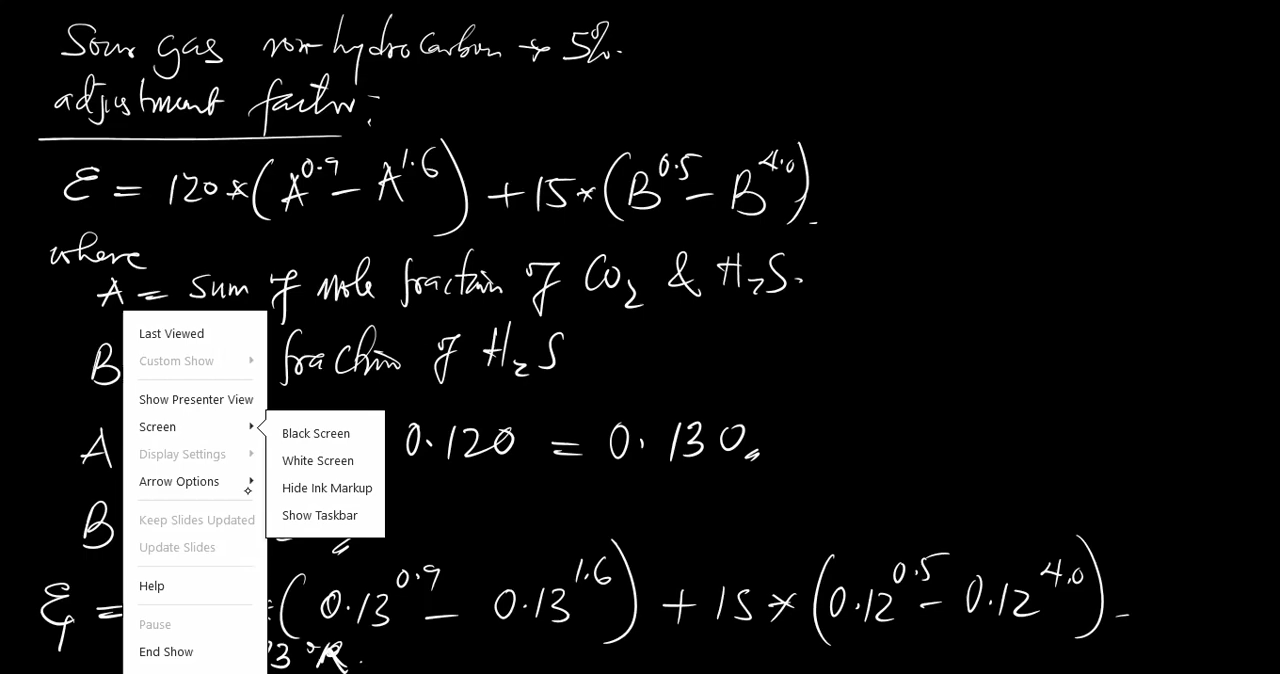 Sour gas non-hydrocarbon → 5%.
adjustment factor:
ε = 120*(A^0.9 − A^1.6) + 15*(B^0.5 − B^4.0)
where
A = sum of mole fraction of CO2 & H2S.
B fraction of H2S
A 0.120 = 0.130
B =
ε1 = (0.13^0.9 − 0.13^1.6) + 15*(0.12^0.5 − 0.12^4.0)
3 °R.
Last Viewed
Custom Show
Show Presenter View
Screen
Display Settings
Arrow Options
Keep Slides Updated
Update Slides
Help
Pause
End Show
Black Screen
White Screen
Hide Ink Markup
Show Taskbar